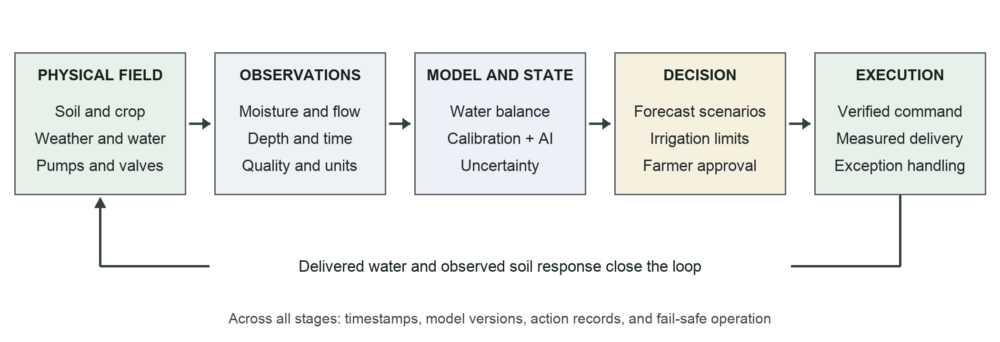 PHYSICAL FIELD
Soil and crop
Weather and water
Pumps and valves
OBSERVATIONS
Moisture and flow
Depth and time
Quality and units
MODEL AND STATE
Water balance
Calibration + AI
Uncertainty
DECISION
Forecast scenarios
Irrigation limits
Farmer approval
EXECUTION
Verified command
Measured delivery
Exception handling
Delivered water and observed soil response close the loop
Across all stages: timestamps, model versions, action records, and fail-safe operation